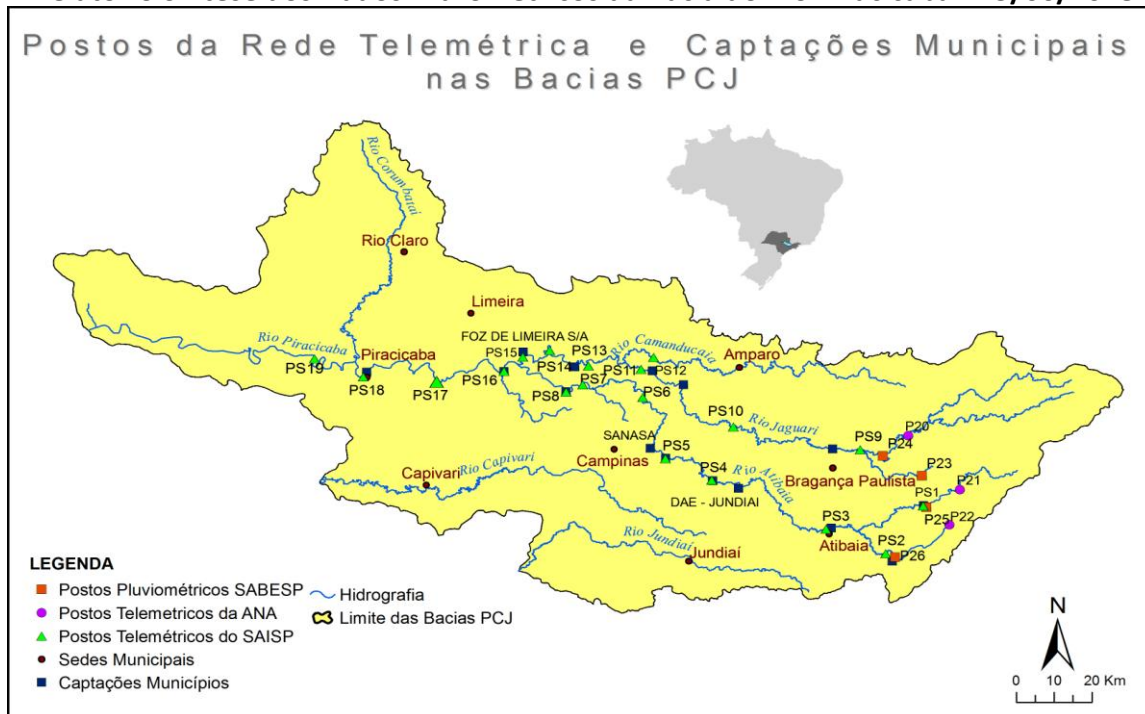 Postos da Rede Telemétrica e Captações Municipais
nas Bacias PCJ
Rio Corumbataí
Rio Claro
Limeira
FOZ DE LIMEIRA S/A
Rio Camanducaia
Rio Piracicaba
Piracicaba
PS15
PS13
Amparo
PS19
PS14
PS11
PS12
PS16
PS7
PS18
PS17
PS8
PS6
PS10
Rio Jaguari
P20
SANASA
PS9
P24
Campinas
PS5
Rio Capivari
Capivari
PS4
Rio Atibaia
Bragança Paulista
P23
PS1
P21
DAE - JUNDIAI
P25
P22
PS3
Rio Jundiaí
Jundiaí
Atibaia
PS2
P26
LEGENDA
Postos Pluviométricos SABESP
Hidrografia
Postos Telemetricos da ANA
Limite das Bacias PCJ
Postos Telemétricos do SAISP
Sedes Municipais
Captações Municípios
N
0 10 20 Km